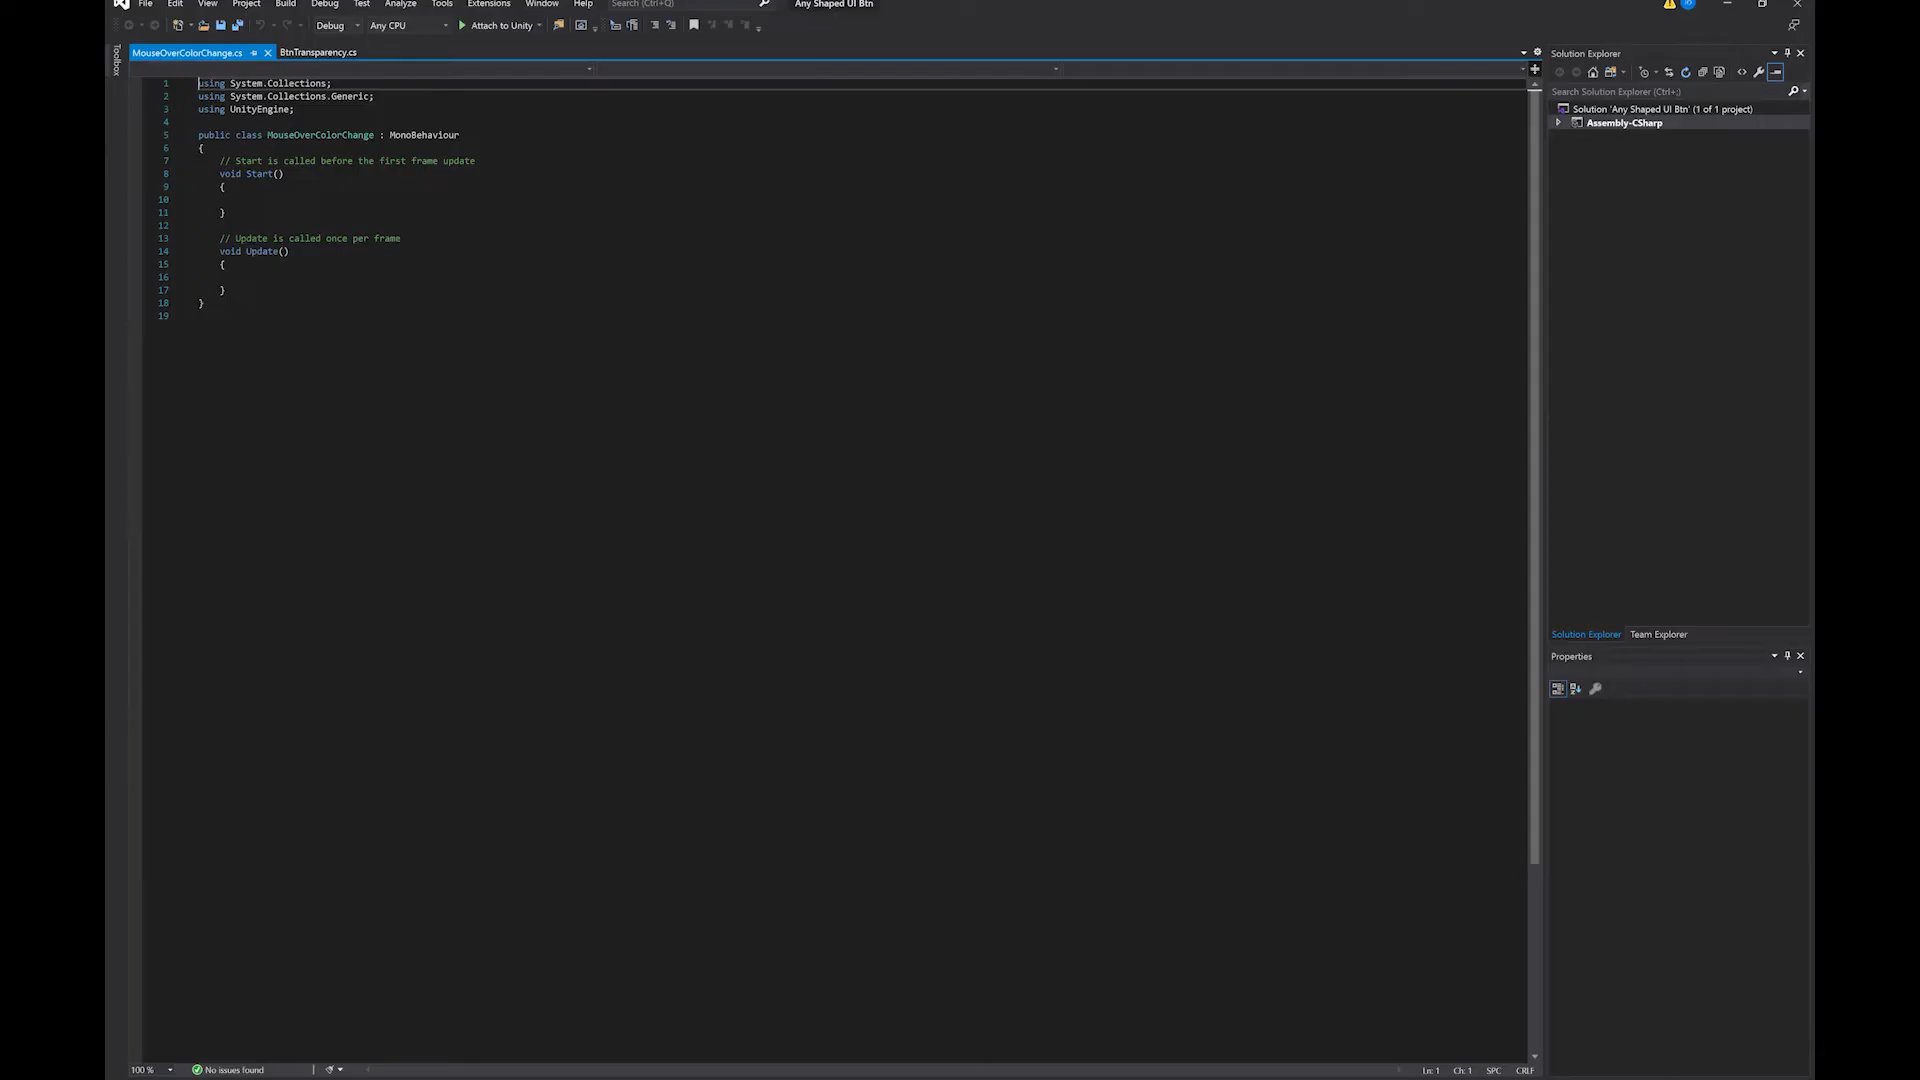 File Edit View Project Build Debug Test Analyze Tools Extensions Window Help Search (Ctrl+Q) Any Shaped UI Btn
Debug Any CPU Attach to Unity
Toolbox
MouseOverColorChange.cs BtnTransparency.cs
1 using System.Collections;
2 using System.Collections.Generic;
3 using UnityEngine;
4
5 public class MouseOverColorChange : MonoBehaviour
6 {
7 // Start is called before the first frame update
8 void Start()
9 {
10
11 }
12
13 // Update is called once per frame
14 void Update()
15 {
16
17 }
18 }
19
100 % No issues found Ln: 1 Ch: 1 SPC CRLF
Solution Explorer
Search Solution Explorer (Ctrl+;)
Solution 'Any Shaped UI Btn' (1 of 1 project)
Assembly-CSharp
Solution Explorer Team Explorer
Properties